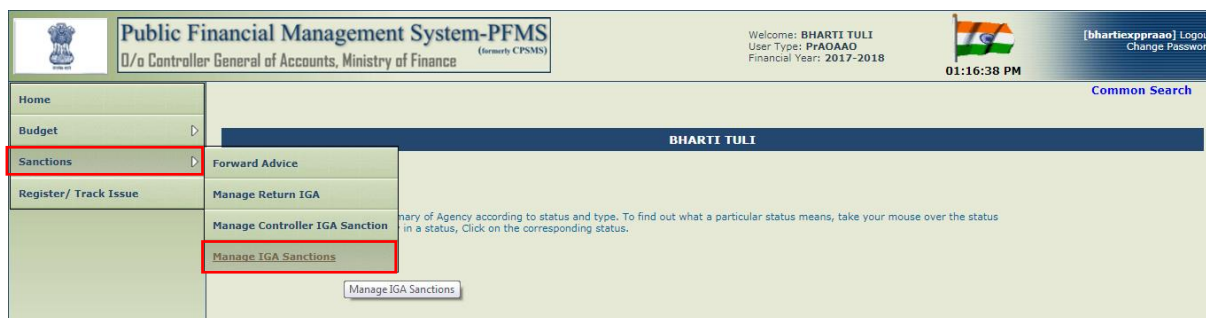 Public Financial Management System-PFMS
(formerly CPSMS)
O/o Controller General of Accounts, Ministry of Finance
Welcome: BHARTI TULI
User Type: PrAOAAO
Financial Year: 2017-2018
01:16:38 PM
[bhartiexppraao] Logou
Change Passwor
Common Search
Home
Budget
Sanctions
Register/ Track Issue
BHARTI TULI
Forward Advice
Manage Return IGA
Manage Controller IGA Sanction
Manage IGA Sanctions
mary of Agency according to status and type. To find out what a particular status means, take your mouse over the status
in a status, Click on the corresponding status.
Manage IGA Sanctions